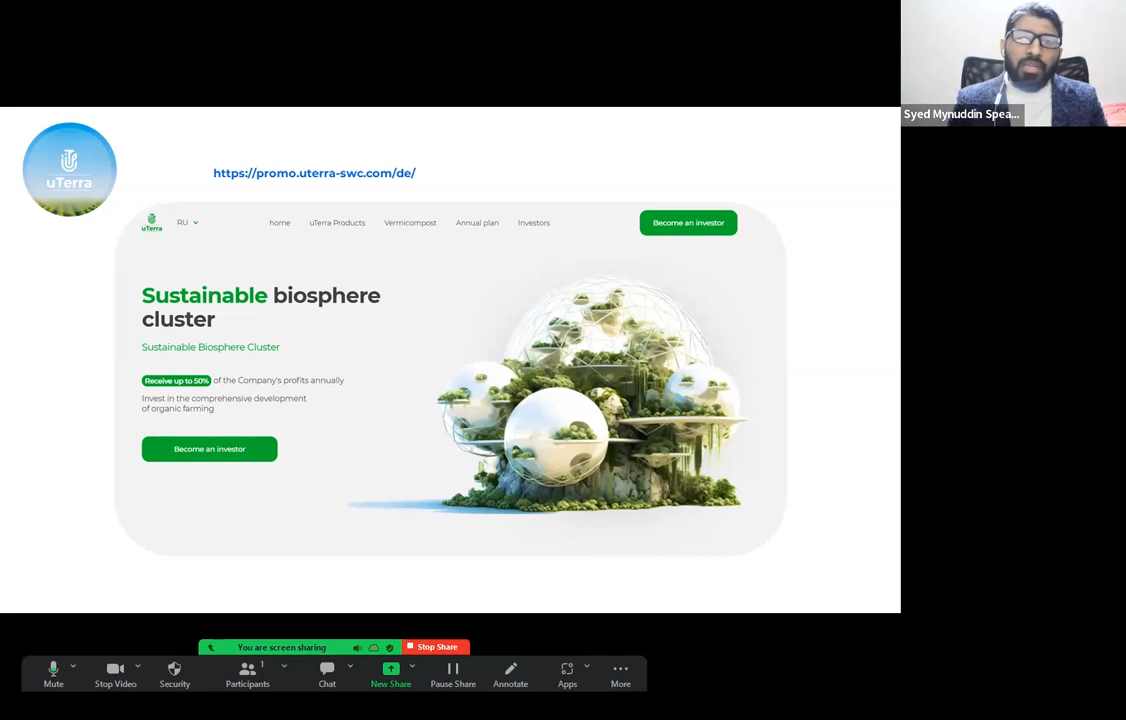 Syed Mynuddin Spea...
uTerra
https://promo.uterra-swc.com/de/
uTerra
RU
home
uTerra Products
Vermicompost
Annual plan
Investors
Become an investor
Sustainable biosphere
cluster
Sustainable Biosphere Cluster
Receive up to 50% of the Company's profits annually
Invest in the comprehensive development
of organic farming
Become an investor
You are screen sharing
Stop Share
1
Mute
Stop Video
Security
Participants
Chat
New Share
Pause Share
Annotate
Apps
More